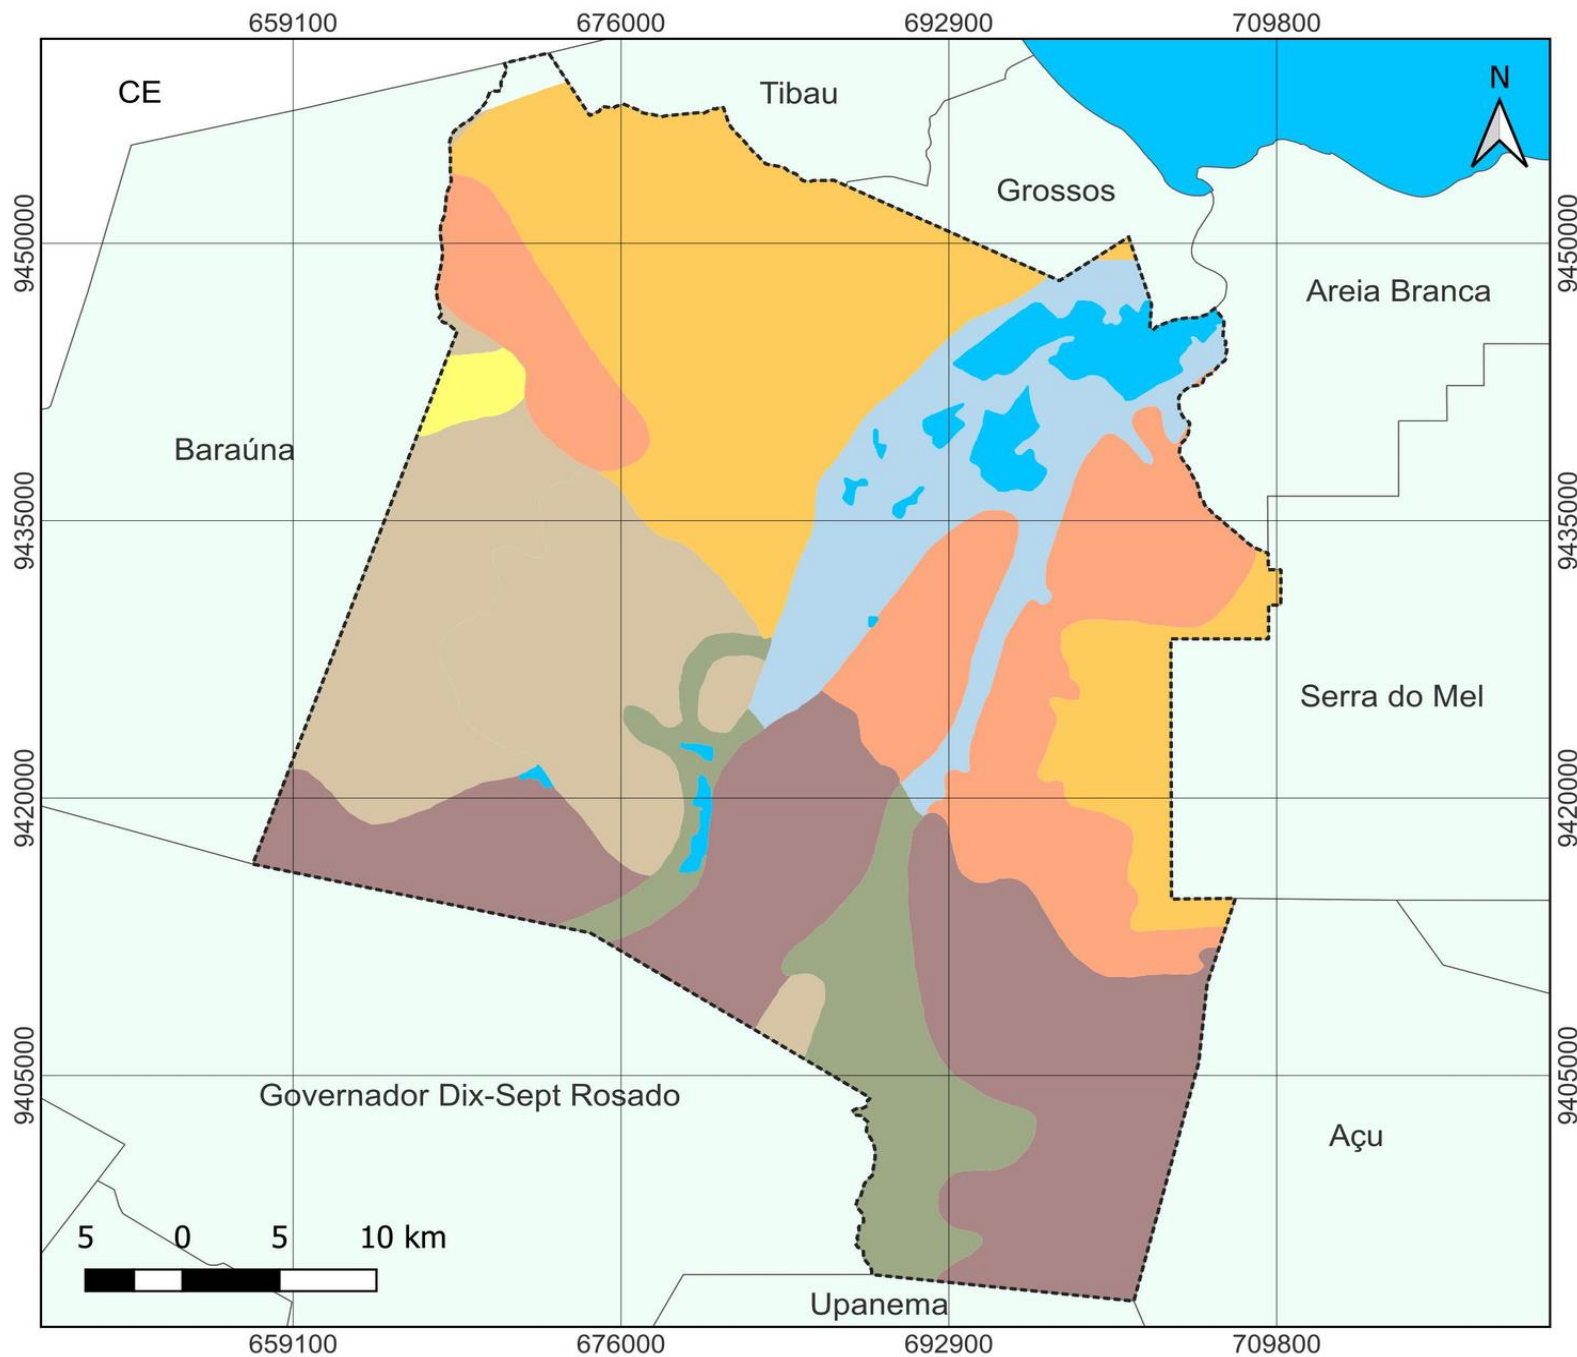 659100 676000 692900 709800
CE
Tibau
N
Grossos
9450000 9450000
Areia Branca
Baraúna
9435000 9435000
Serra do Mel
9420000 9420000
9405000 9405000
Governador Dix-Sept Rosado
Açu
5 0 5 10 km
Upanema
659100 676000 692900 709800